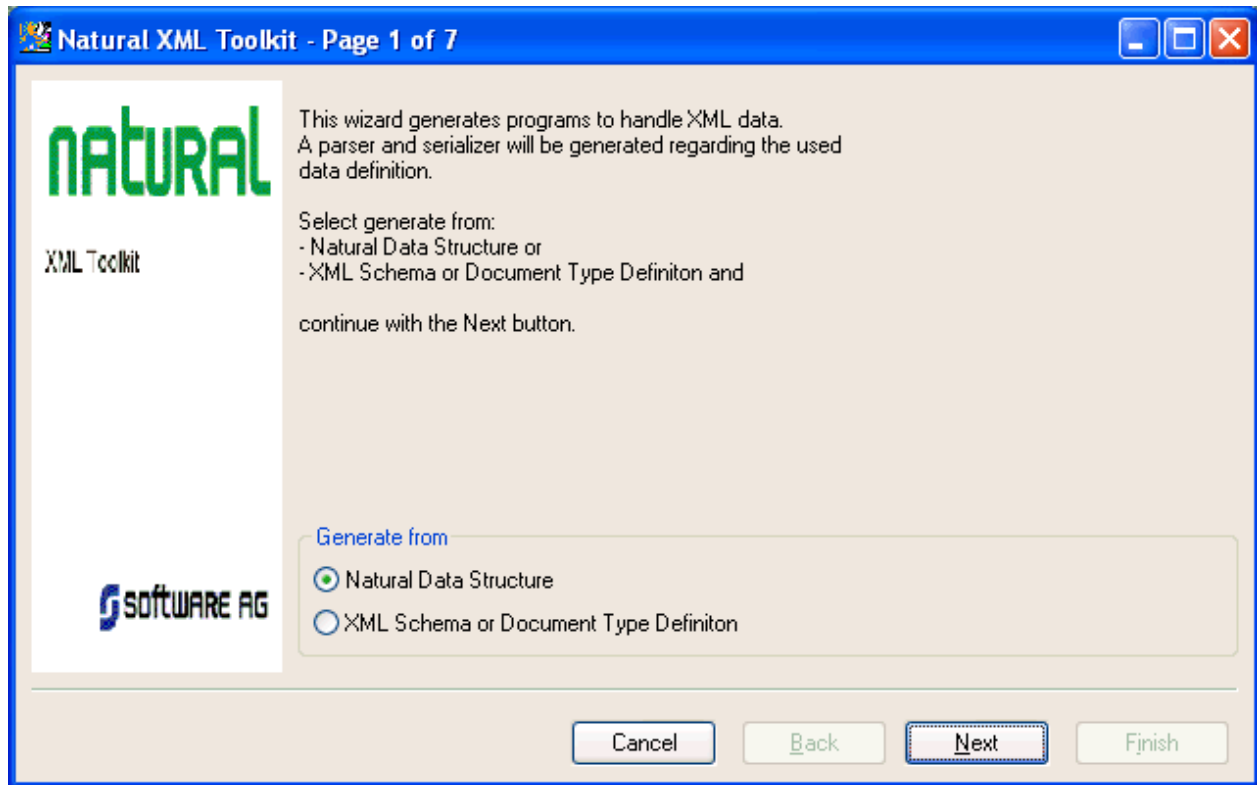 Natural XML Toolkit - Page 1 of 7
natural
XML Toolkit
software AG
This wizard generates programs to handle XML data.
A parser and serializer will be generated regarding the used
data definition.
Select generate from:
- Natural Data Structure or
- XML Schema or Document Type Definiton and
continue with the Next button.
Generate from
Natural Data Structure
XML Schema or Document Type Definiton
Cancel
Back
Next
Finish